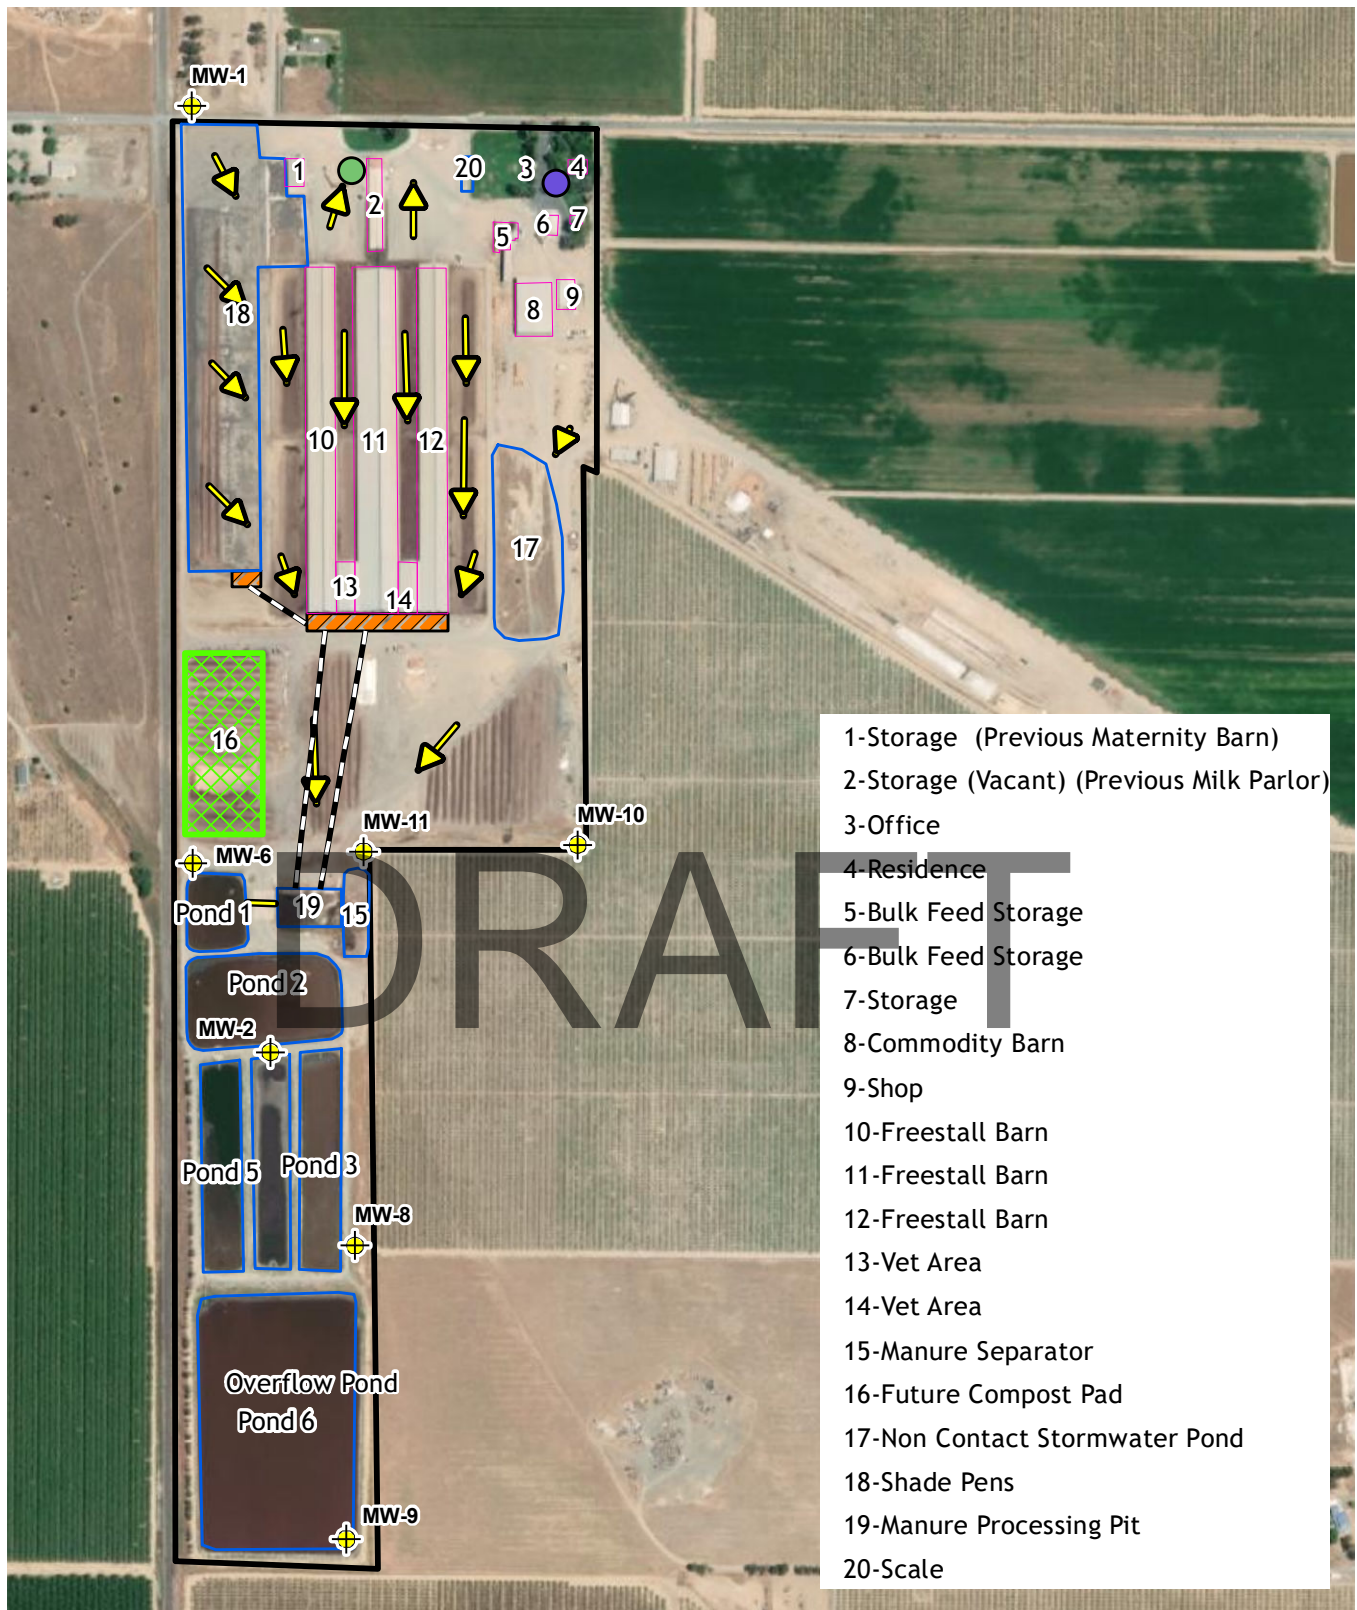 MW-1
1
2
20
3
4
5
6
7
8
9
18
10
11
12
17
13
14
16
MW-11
MW-10
MW-6
Pond 1
19
15
DRAFT
Pond 2
MW-2
Pond 5
Pond 3
MW-8
Overflow Pond
Pond 6
MW-9
1-Storage (Previous Maternity Barn)
2-Storage (Vacant) (Previous Milk Parlor)
3-Office
4-Residence
5-Bulk Feed Storage
6-Bulk Feed Storage
7-Storage
8-Commodity Barn
9-Shop
10-Freestall Barn
11-Freestall Barn
12-Freestall Barn
13-Vet Area
14-Vet Area
15-Manure Separator
16-Future Compost Pad
17-Non Contact Stormwater Pond
18-Shade Pens
19-Manure Processing Pit
20-Scale